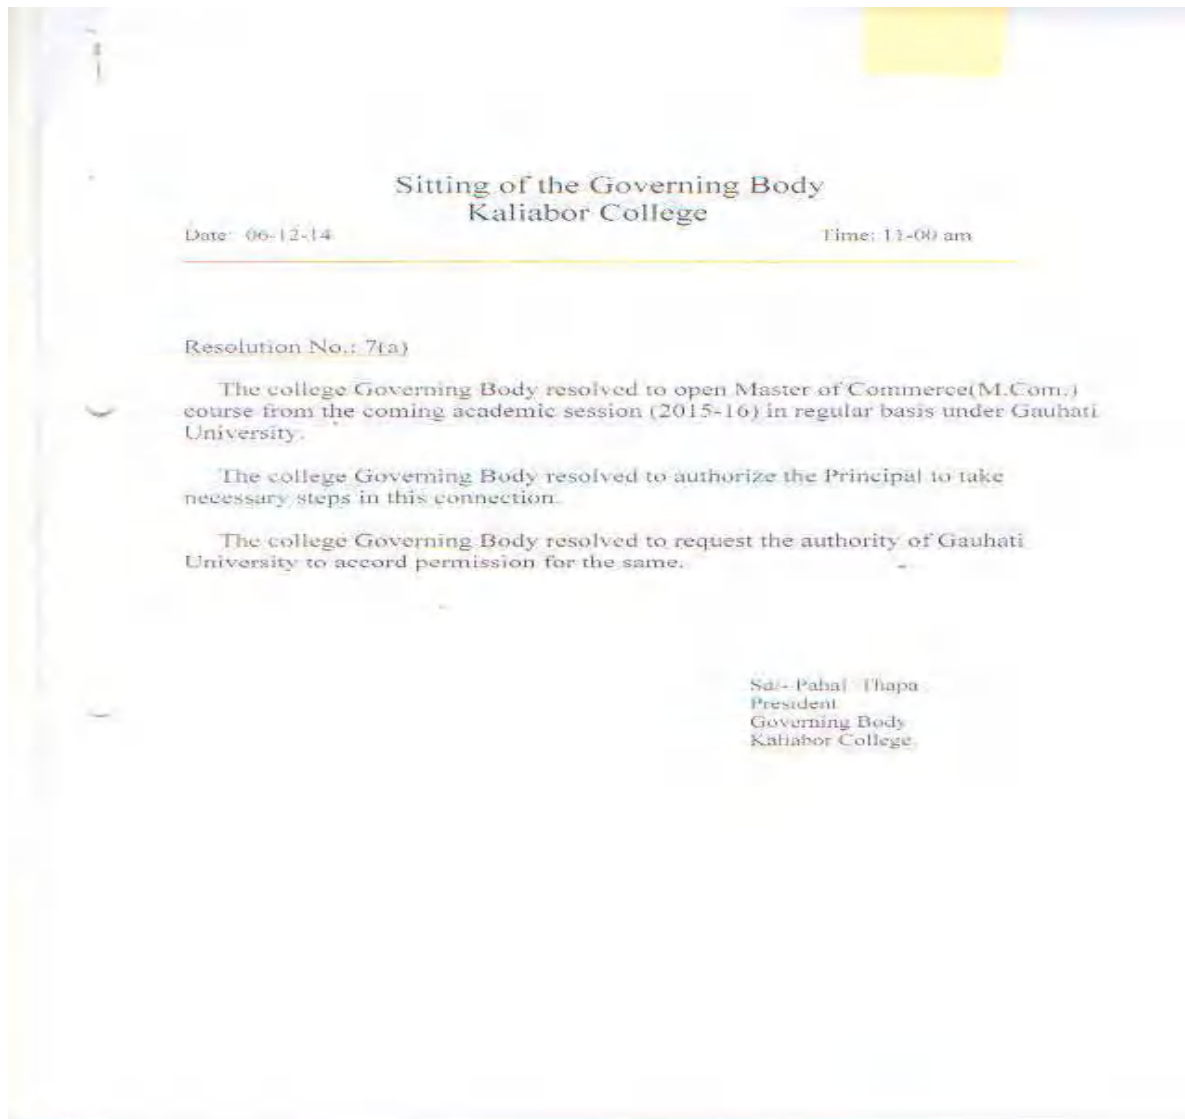 Sitting of the Governing Body
Kaliabor College
Date: 06-12-14 Time: 11-00 am
Resolution No.: 7(a)
The college Governing Body resolved to open Master of Commerce(M.Com.)
course from the coming academic session (2015-16) in regular basis under Gauhati
University.
The college Governing Body resolved to authorize the Principal to take
necessary steps in this connection.
The college Governing Body resolved to request the authority of Gauhati
University to accord permission for the same.
Sd/- Pahal Thapa
President
Governing Body
Kaliabor College